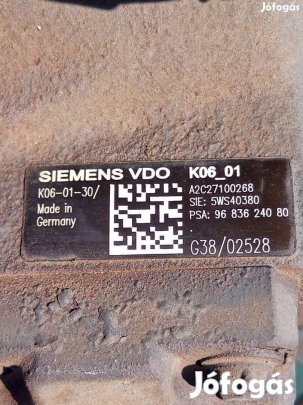 Jófogás
SIEMENS VDO K06_01
K06-01-30/ A2C27100268
Made in SIE: 5WS40380
Germany PSA: 96 836 240 80
G38/02528
Jófogás